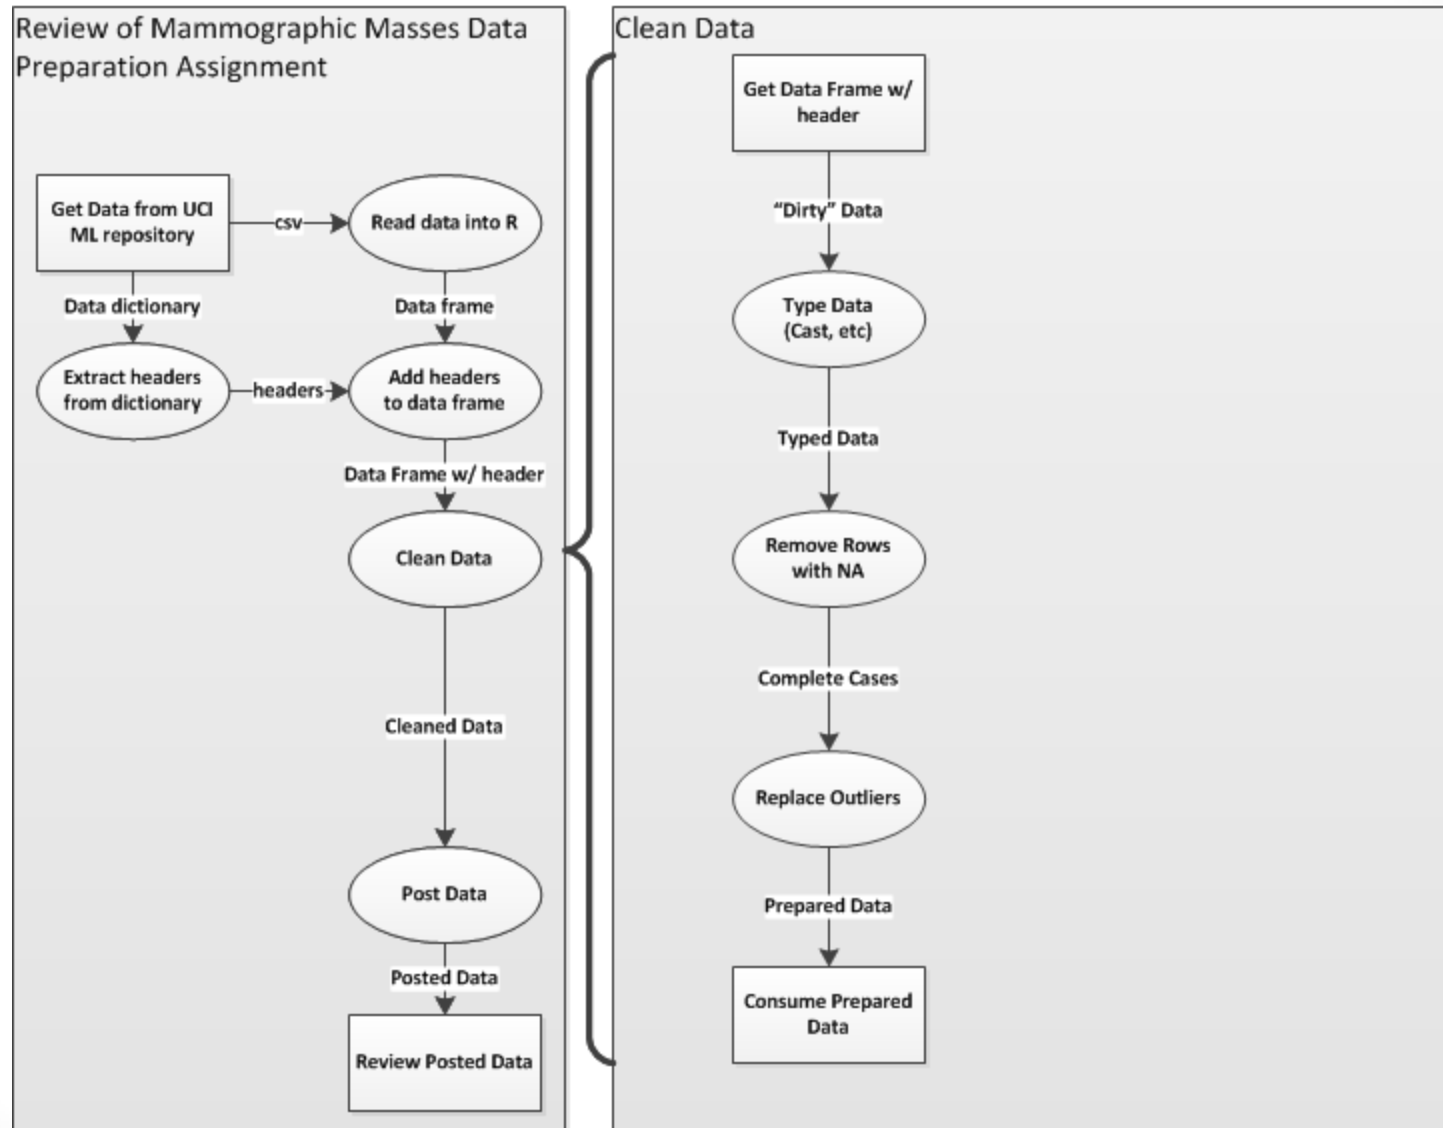 Review of Mammographic Masses Data
Preparation Assignment
Get Data from UCI
ML repository
csv
Read data into R
Data dictionary
Data frame
Extract headers
from dictionary
headers
Add headers
to data frame
Data Frame w/ header
Clean Data
Cleaned Data
Post Data
Posted Data
Review Posted Data
Clean Data
Get Data Frame w/
header
“Dirty” Data
Type Data
(Cast, etc)
Typed Data
Remove Rows
with NA
Complete Cases
Replace Outliers
Prepared Data
Consume Prepared
Data